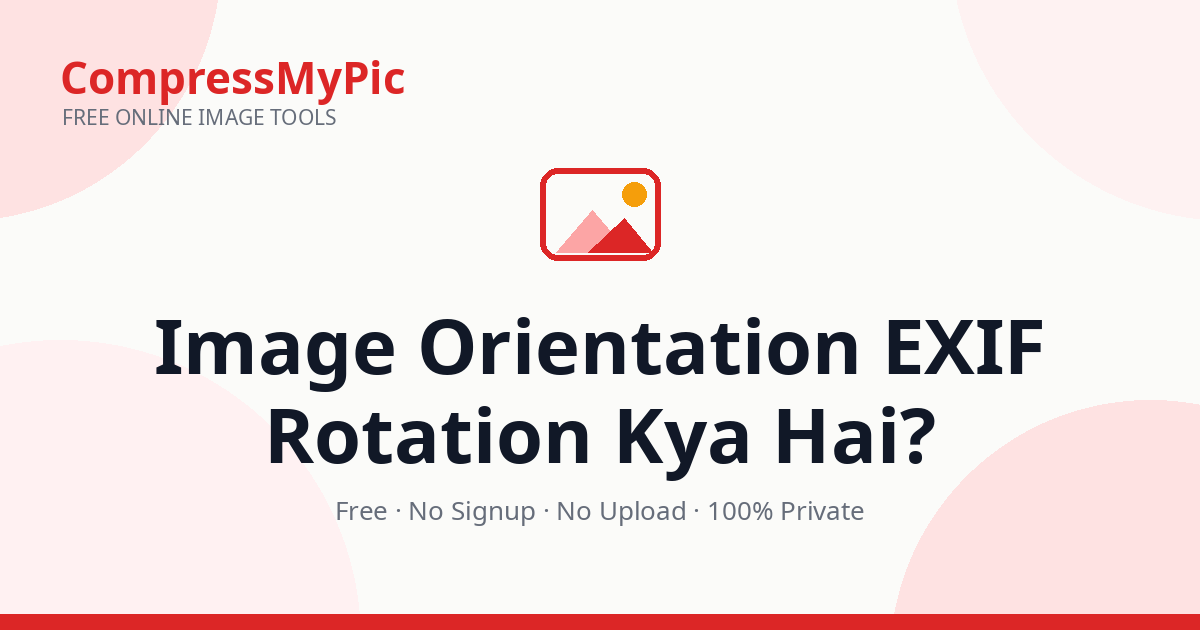 CompressMyPic
FREE ONLINE IMAGE TOOLS
Image Orientation EXIF
Rotation Kya Hai?
Free · No Signup · No Upload · 100% Private